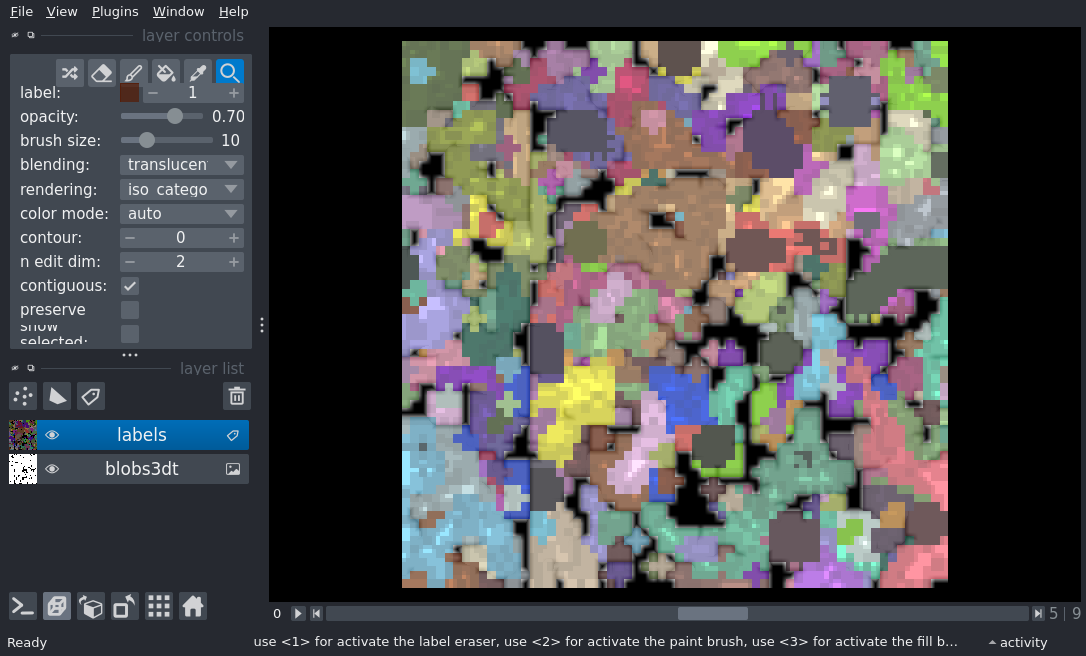 File View Plugins Window Help
layer controls
label: 1
opacity: 0.70
brush size: 10
blending: translucen
rendering: iso_catego
color mode: auto
contour: 0
n edit dim: 2
contiguous:
preserve
show
selected:
layer list
labels
blobs3dt
0 5 | 9
Ready use <1> for activate the label eraser, use <2> for activate the paint brush, use <3> for activate the fill b... activity